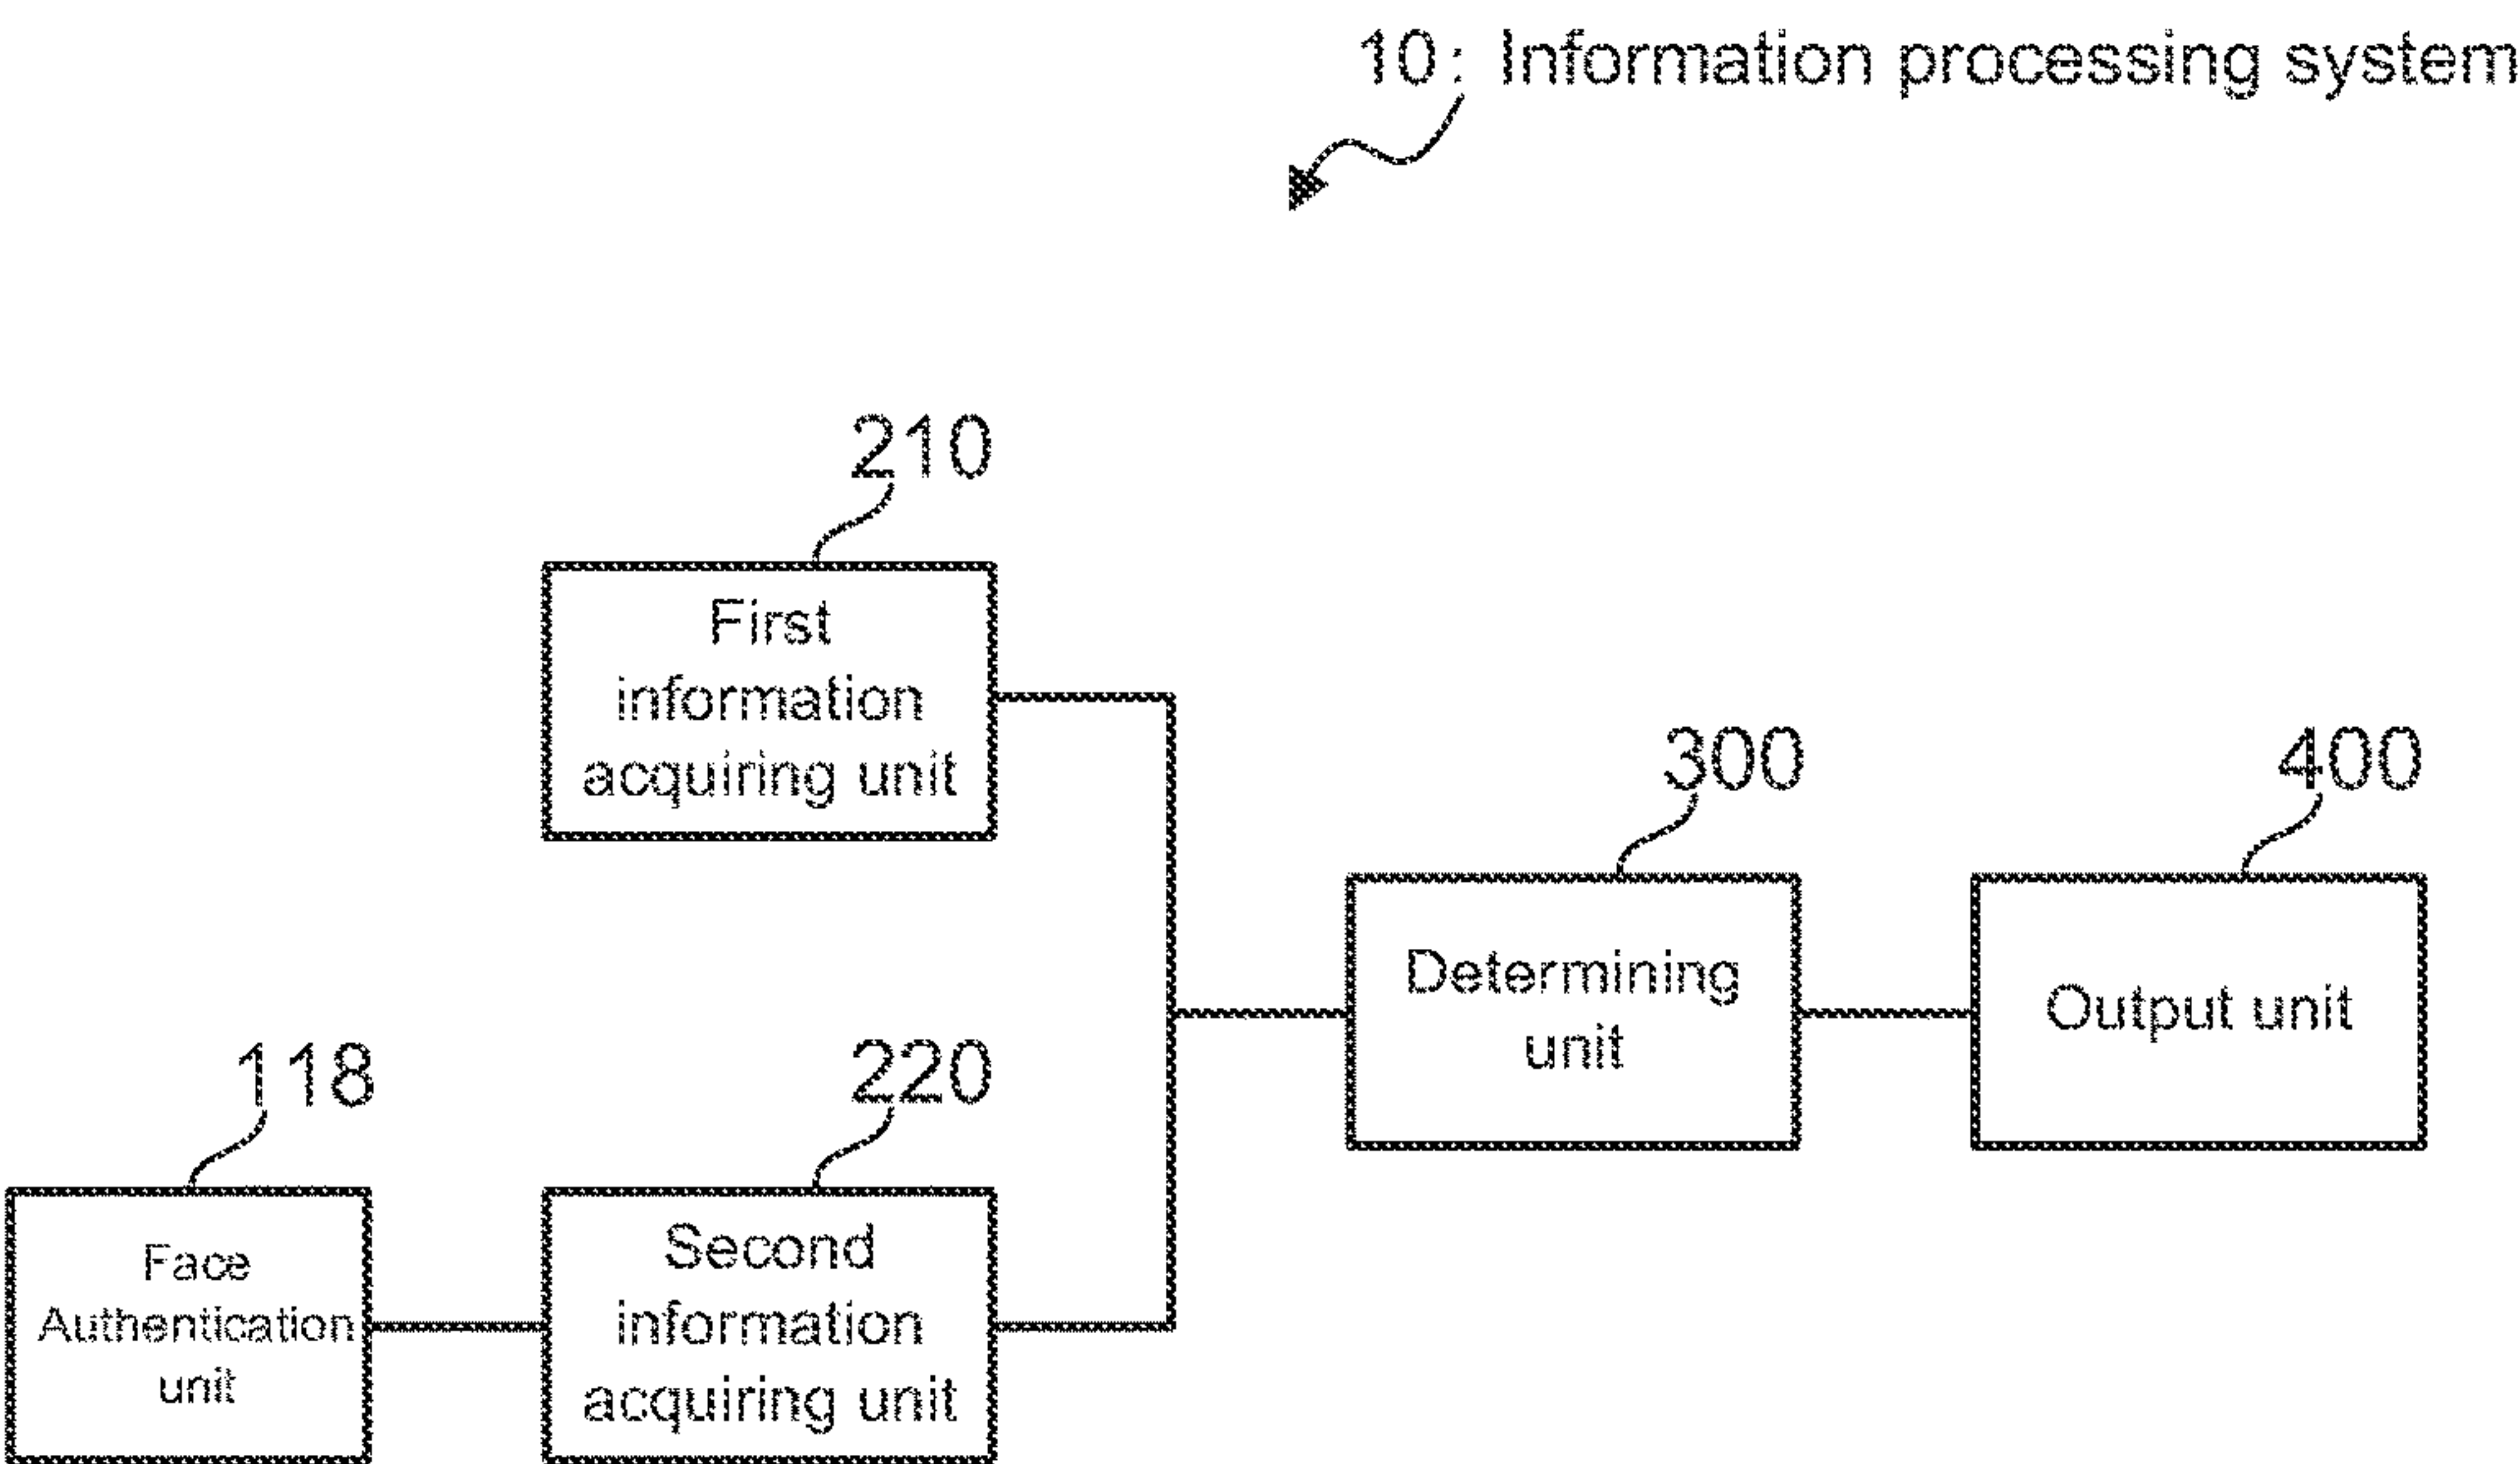 10: Information processing system
210
First
information
acquiring unit
300
Determining
unit
400
Output unit
118
Face
Authentication
unit
220
Second
information
acquiring unit